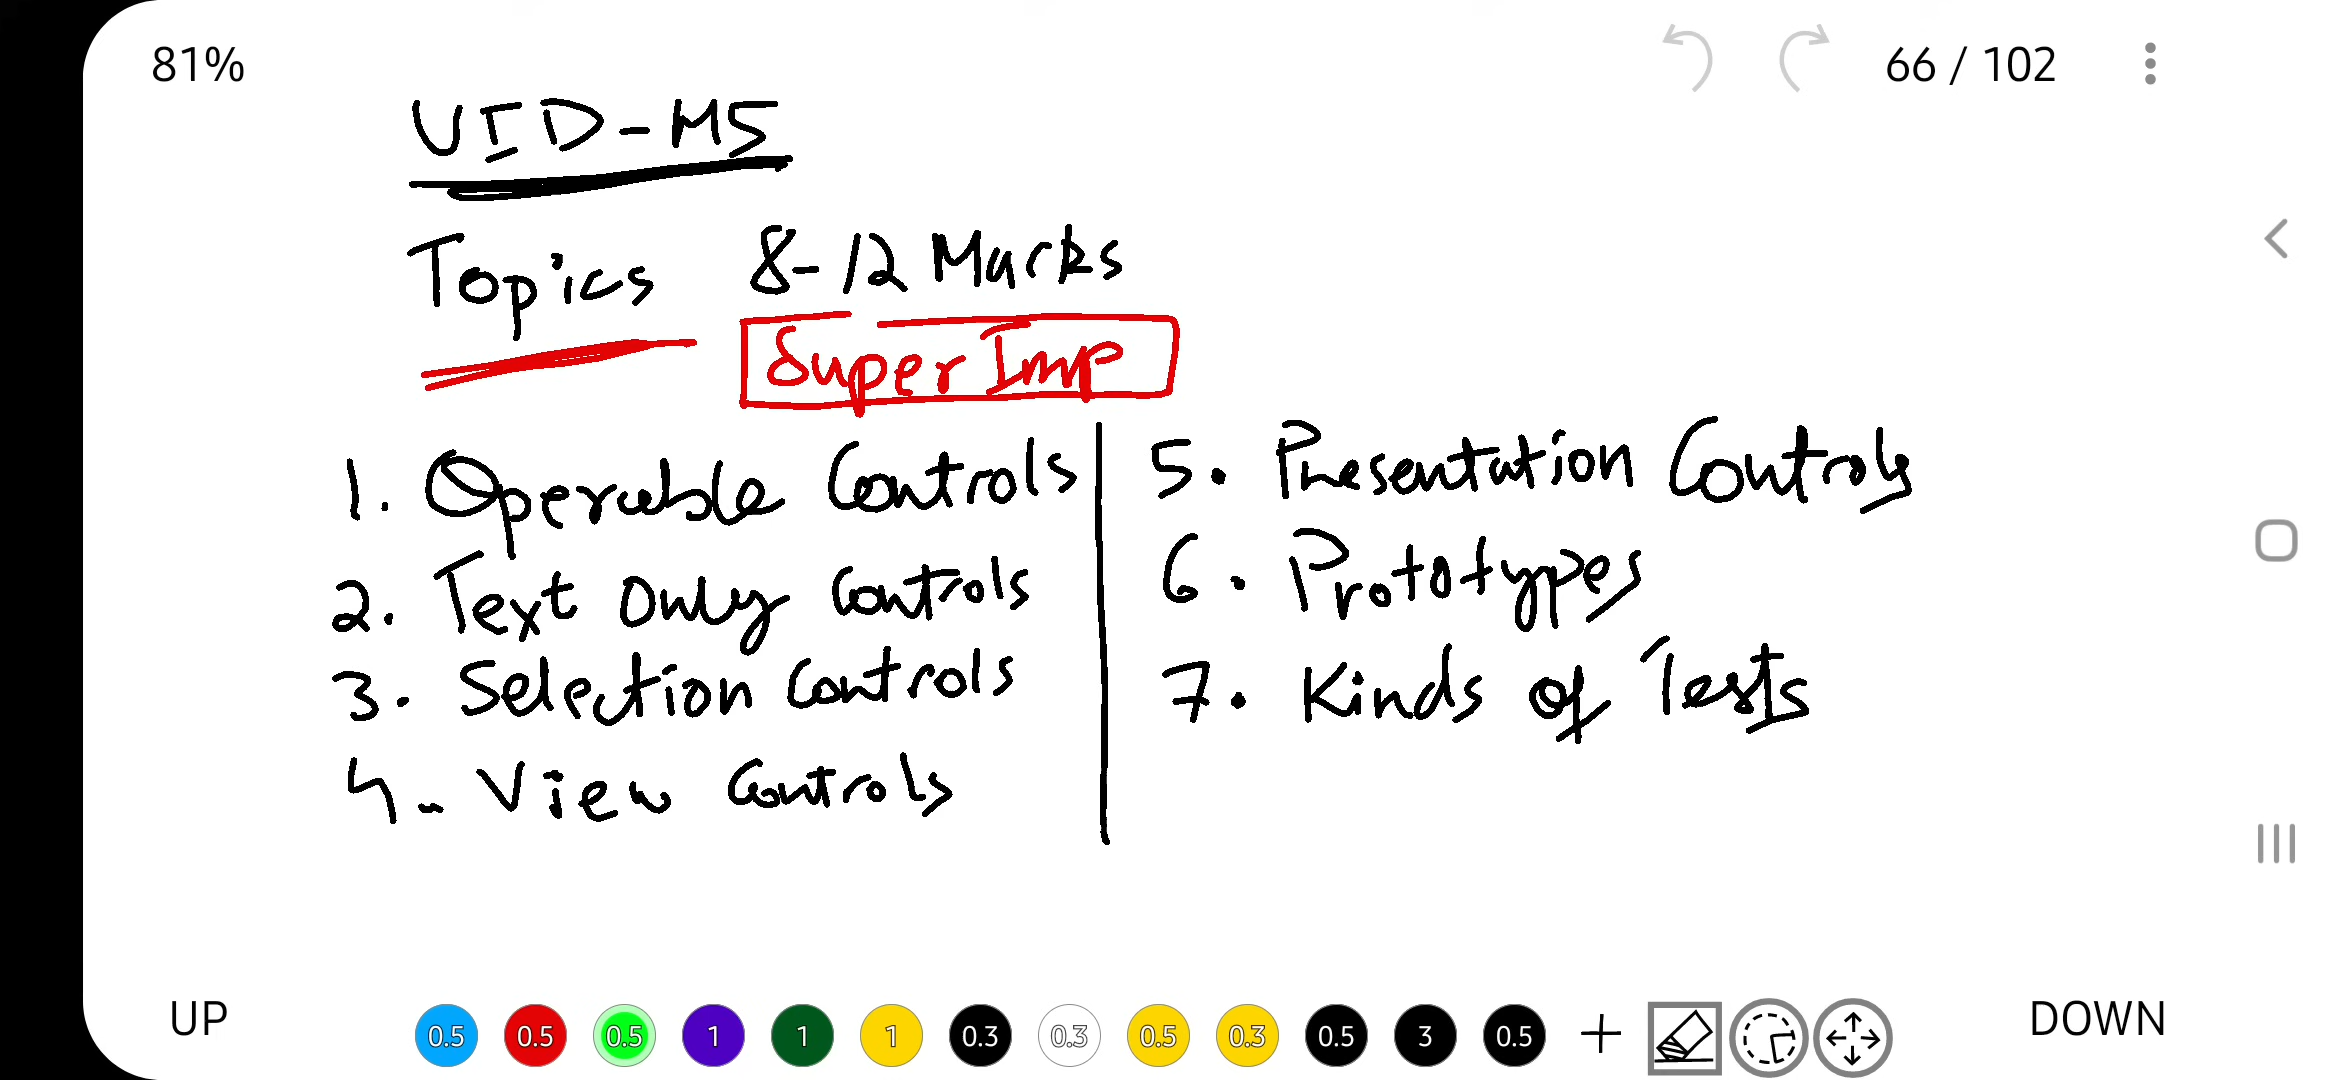 81%
66 / 102
UID-M5
Topics 8-12 Marks
Super Imp
1. Operable Controls
2. Text Only Controls
3. Selection Controls
4. View Controls
5. Presentation Controls
6. Prototypes
7. Kinds of Tests
UP
0.5 0.5 0.5 1 1 1 0.3 0.3 0.5 0.3 0.5 3 0.5 +
DOWN